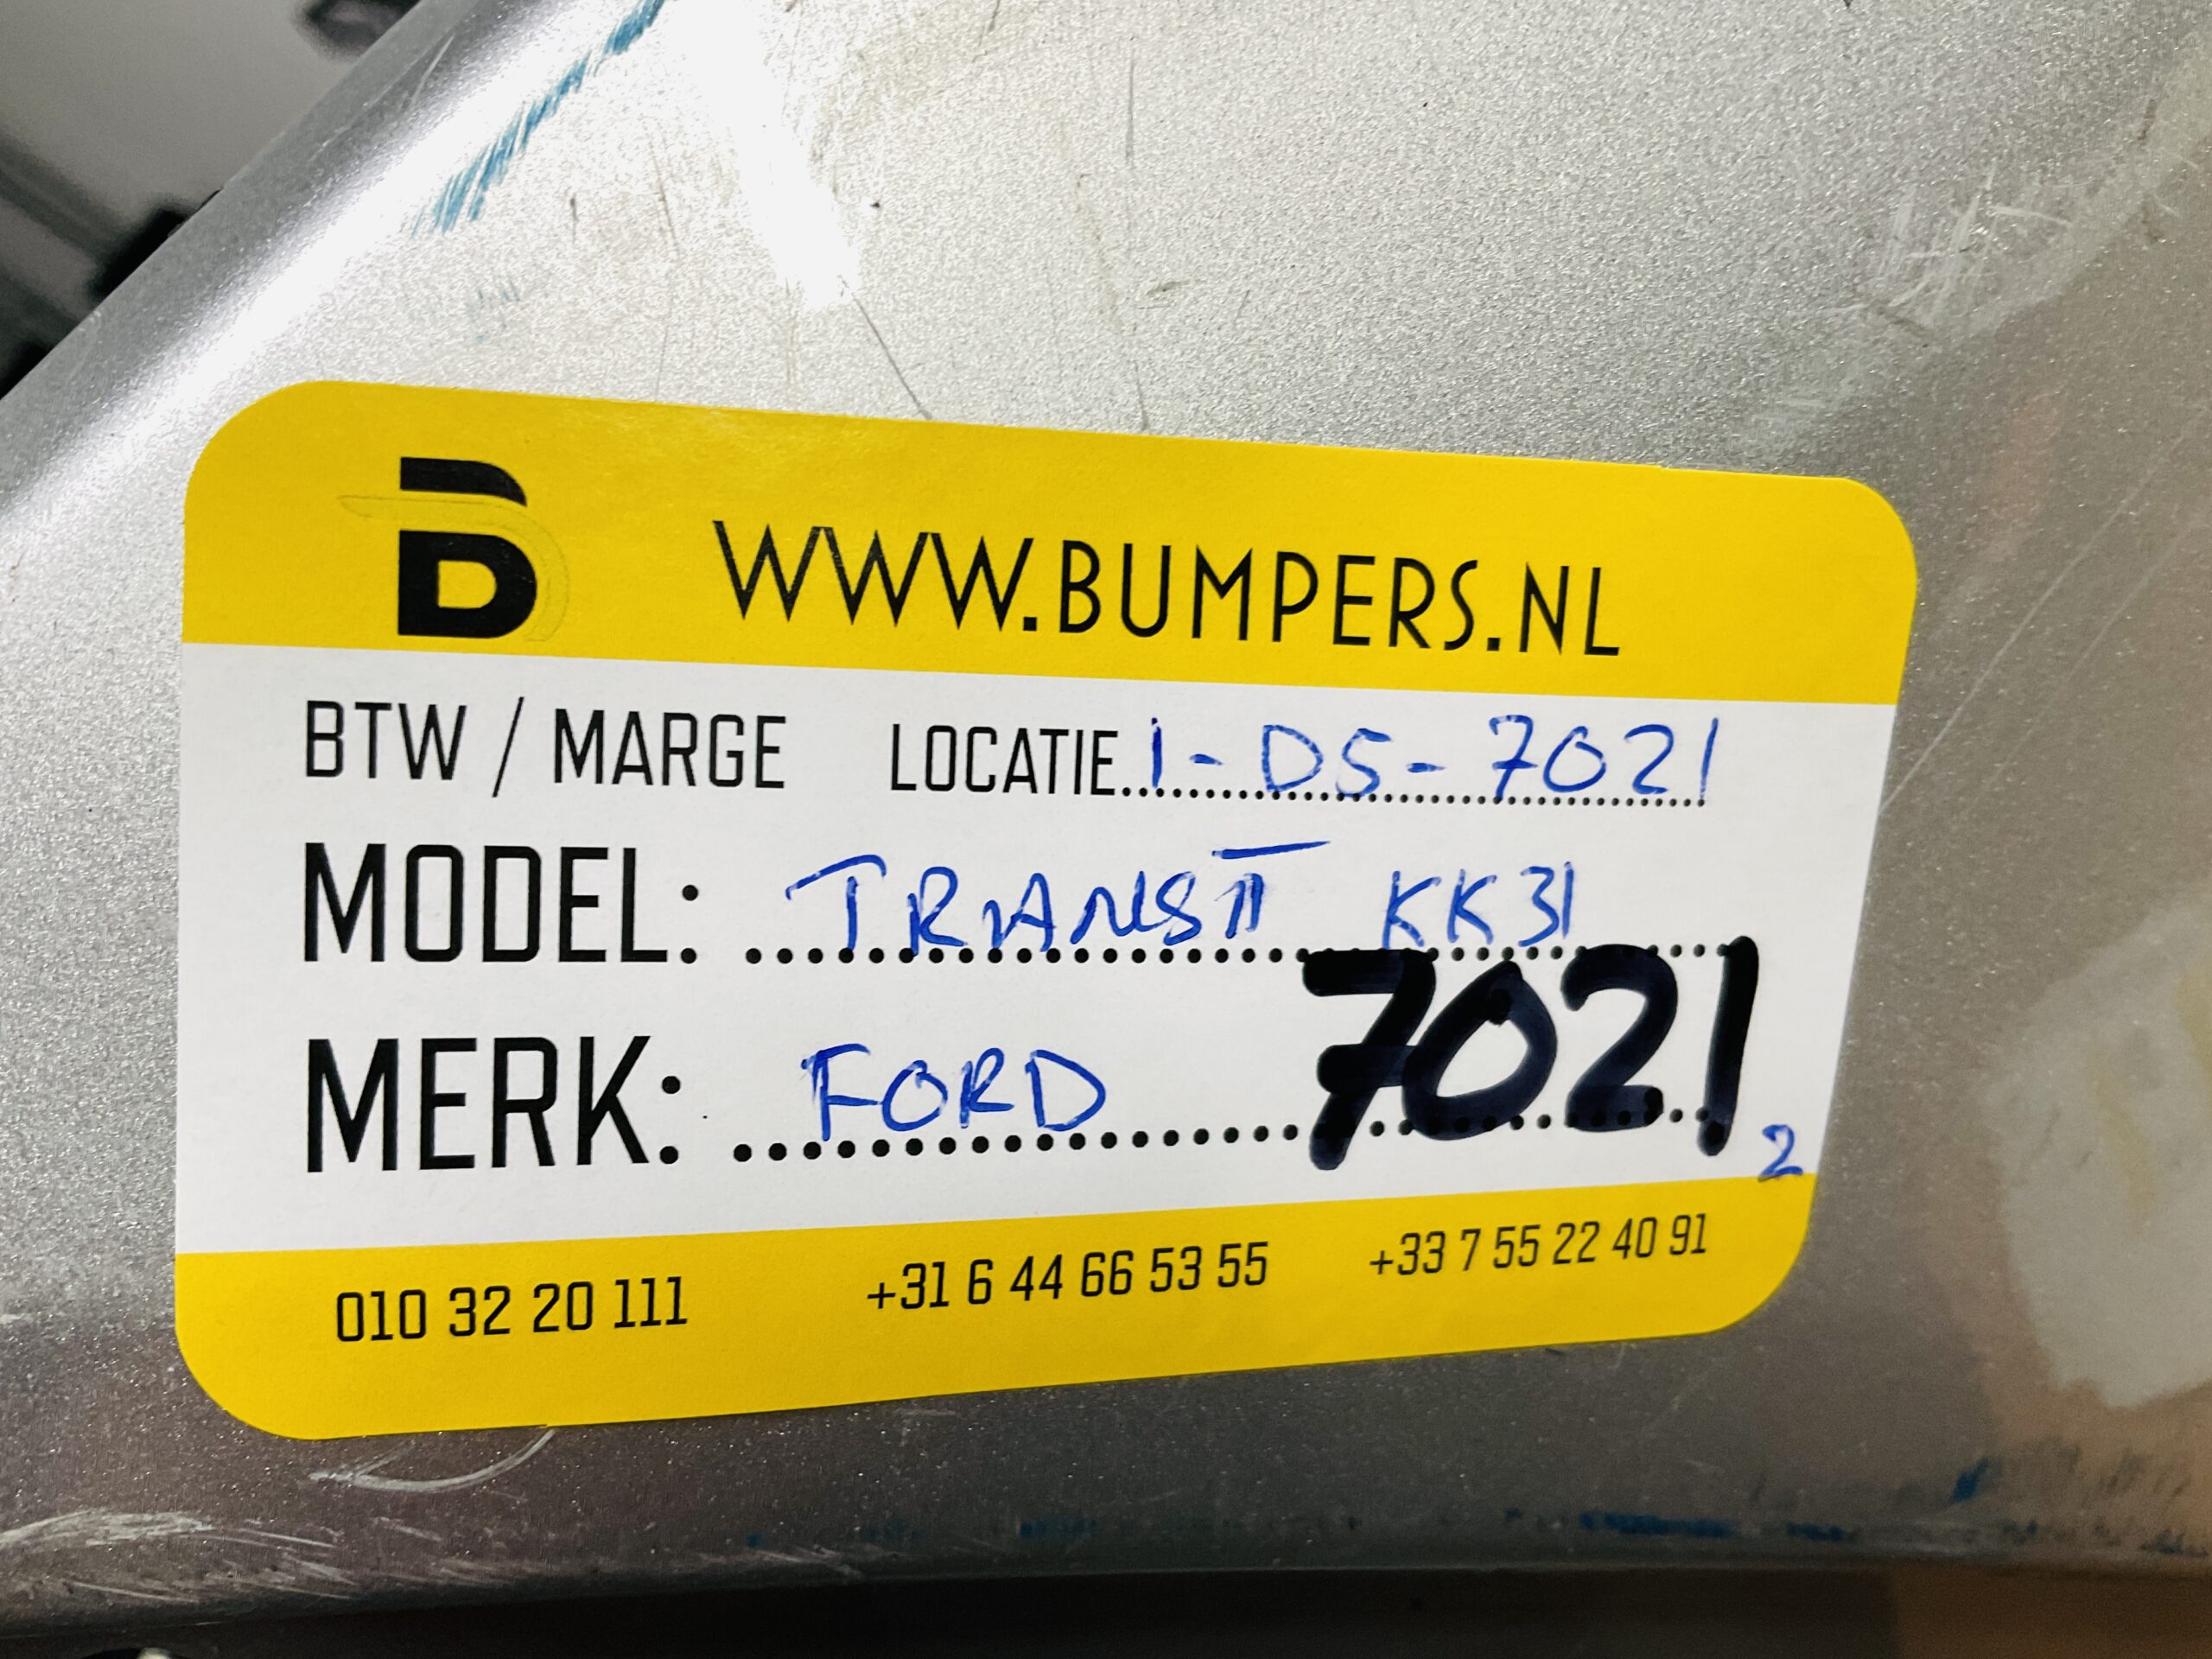 B WWW.BUMPERS.NL
BTW / MARGE LOCATIE 1-DS-7021
MODEL: TRANSIT KK31
MERK: FORD 7021 2
010 32 20 111 +31 6 44 66 53 55 +33 7 55 22 40 91